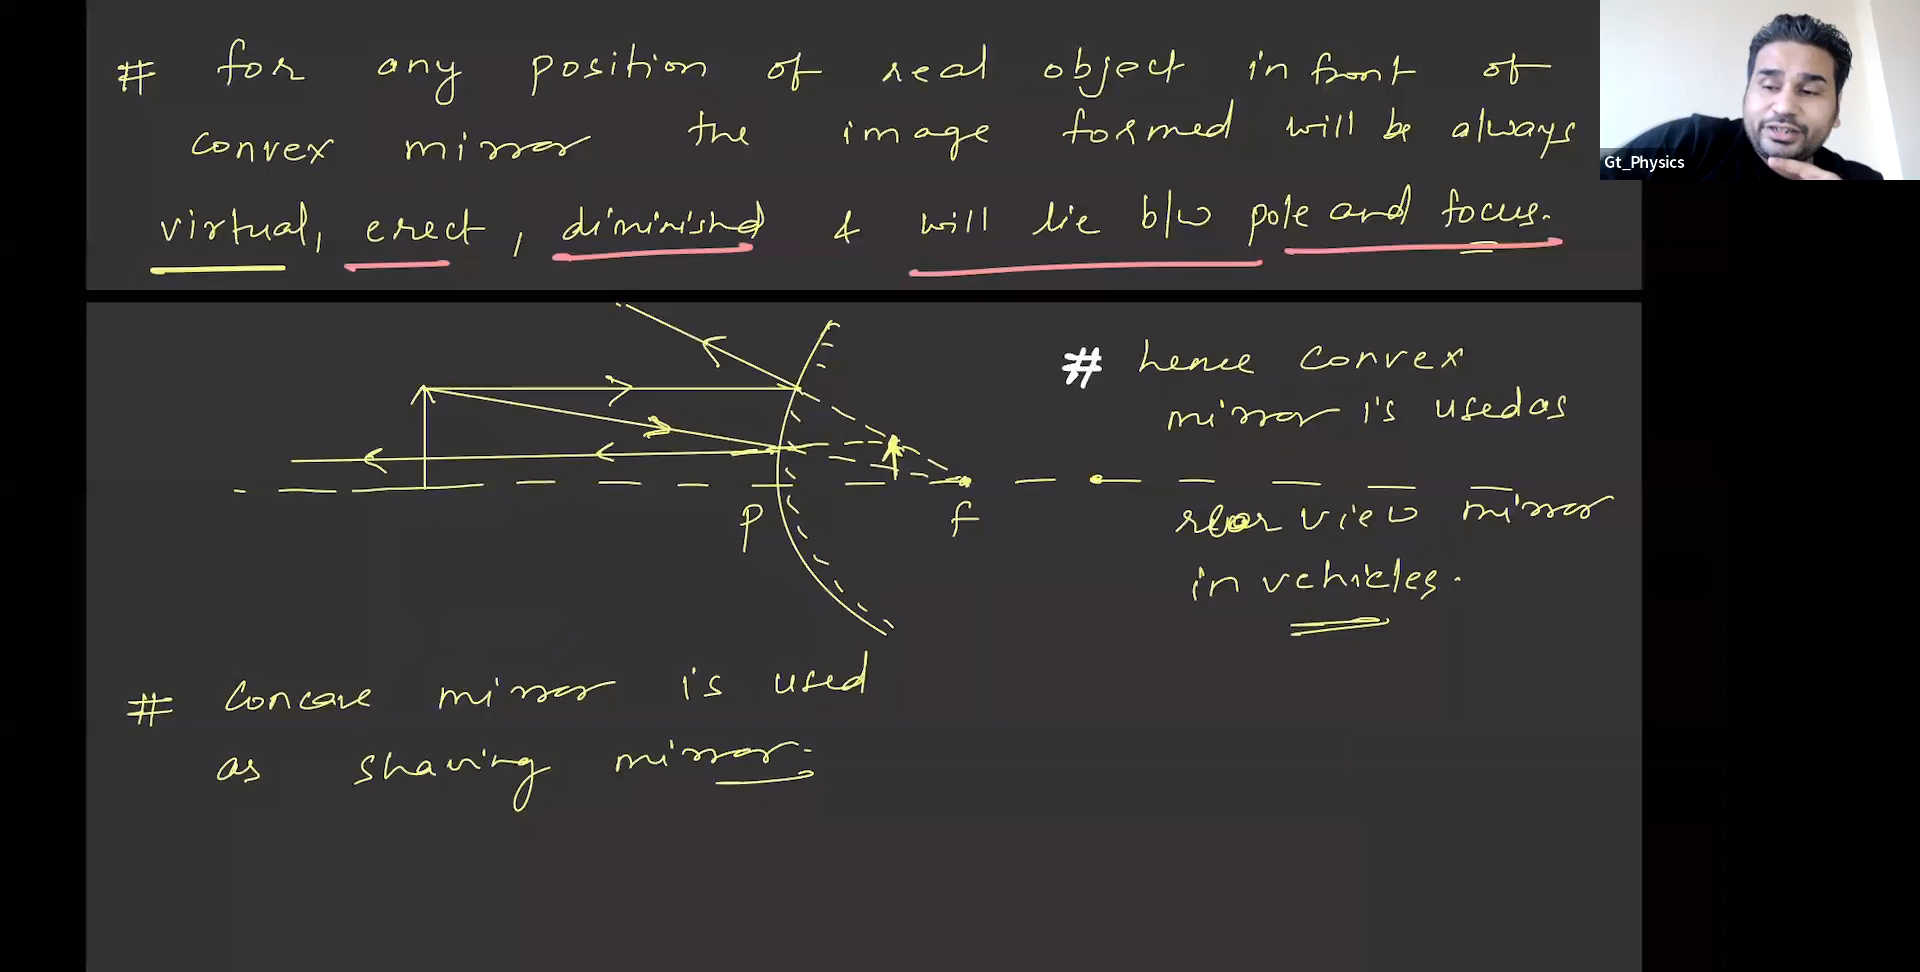 # for any position of real object in front of
convex mirror the image formed will be always
virtual, erect, diminished & will lie b/w pole and focus.
Gt_Physics
# hence convex
mirror is used as
rear view mirror
in vehicles.
P
f
# Concave mirror is used
as shaving mirror.